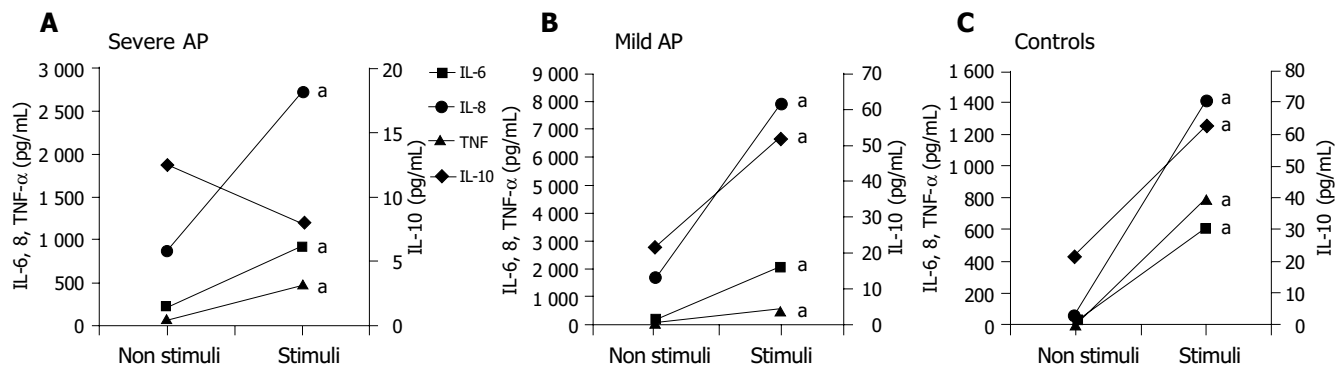 A
Severe AP
IL-6, 8, TNF-α (pg/mL)
3 000
2 500
2 000
1 500
1 000
500
0
20
15
10
5
0
IL-10 (pg/mL)
a
a
a
Non stimuli
Stimuli
IL-6
IL-8
TNF
IL-10
B
Mild AP
IL-6, 8, TNF-α (pg/mL)
9 000
8 000
7 000
6 000
5 000
4 000
3 000
2 000
1 000
0
70
60
50
40
30
20
10
0
IL-10 (pg/mL)
a
a
a
a
Non stimuli
Stimuli
C
Controls
IL-6, 8, TNF-α (pg/mL)
1 600
1 400
1 200
1 000
800
600
400
200
0
80
70
60
50
40
30
20
10
0
IL-10 (pg/mL)
a
a
a
a
Non stimuli
Stimuli